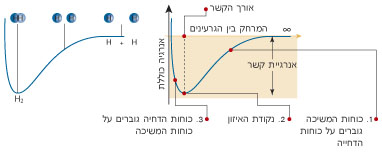 אורך הקשר
המרחק בין הגרעינים
∞
אנרגיה כוללת
אנרגיית קשר
H + H
H₂
1. כוחות המשיכה
גוברים על כוחות
הדחייה
2. נקודת האיזון
3. כוחות הדחיה גוברים על
כוחות המשיכה